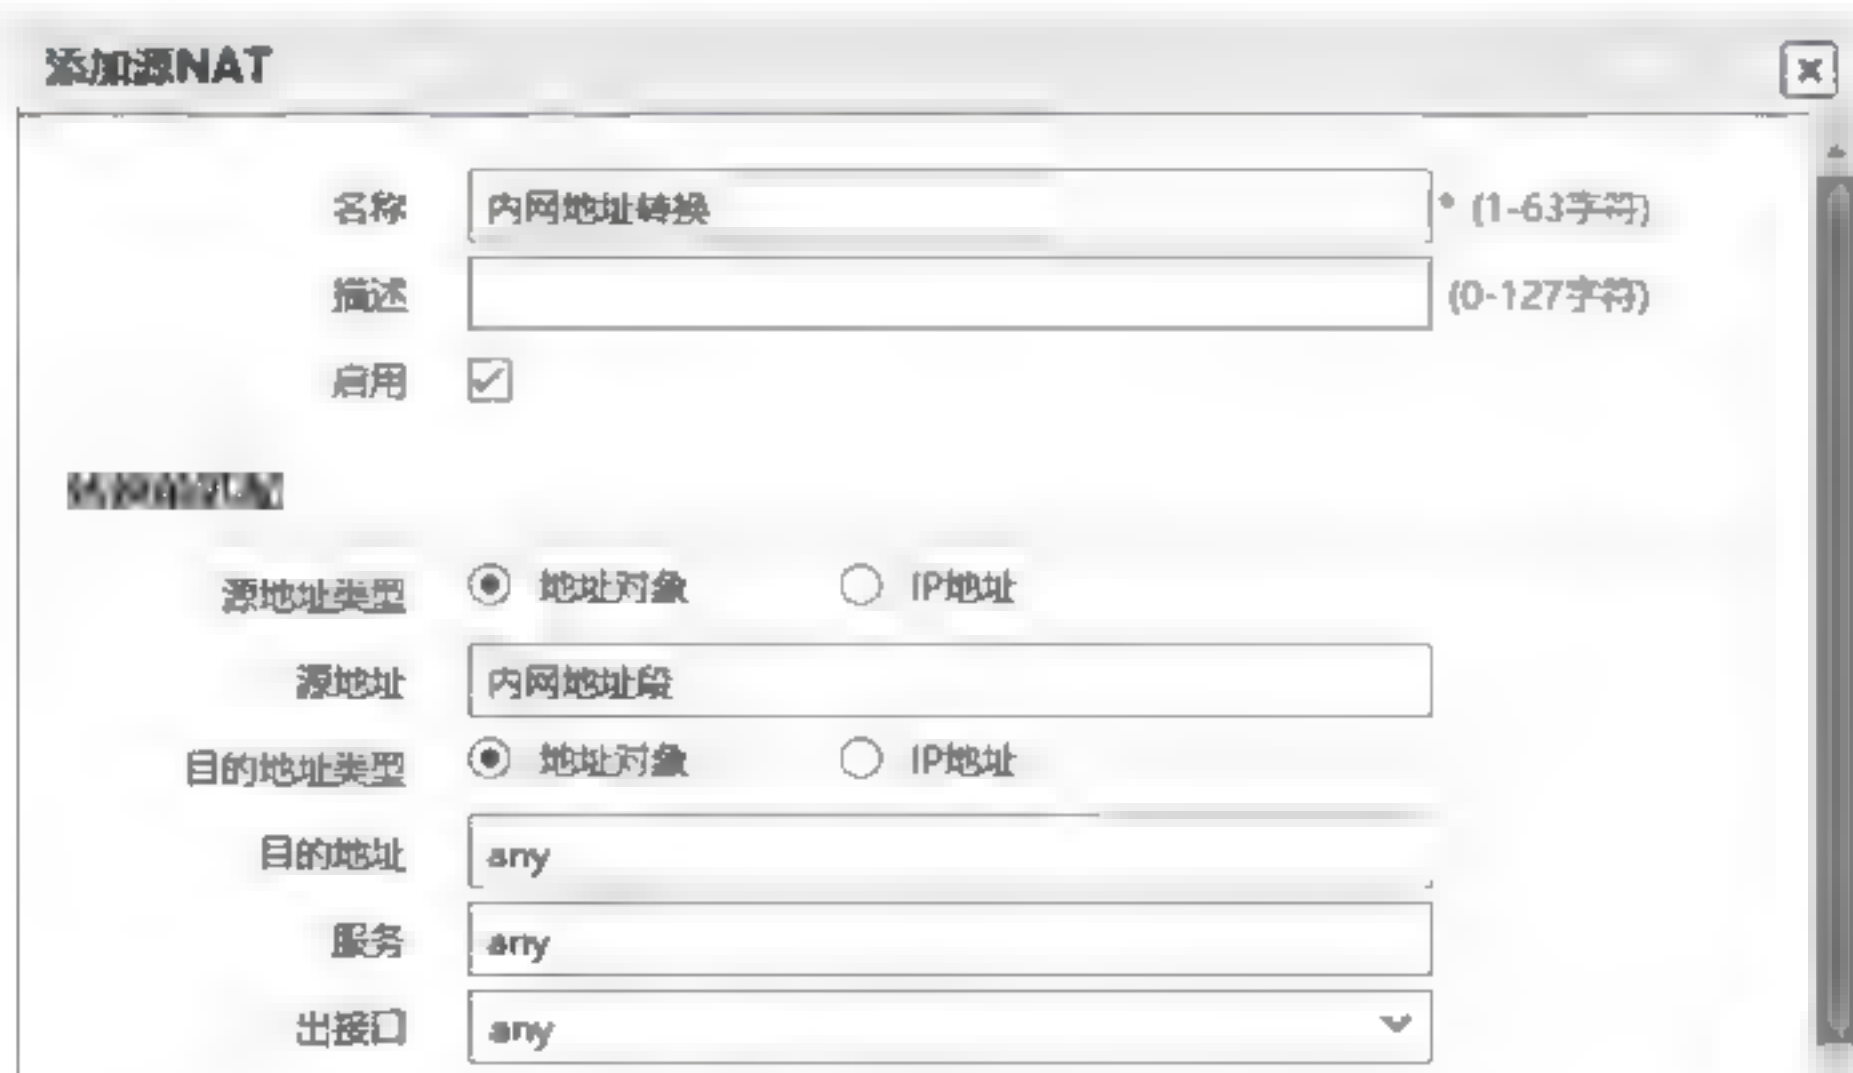 添加源NAT
名称 内网地址转换 * (1-63字符)
描述 (0-127字符)
启用
源地址类型 地址对象 IP地址
源地址 内网地址段
目的地址类型 地址对象 IP地址
目的地址 any
服务 any
出接口 any